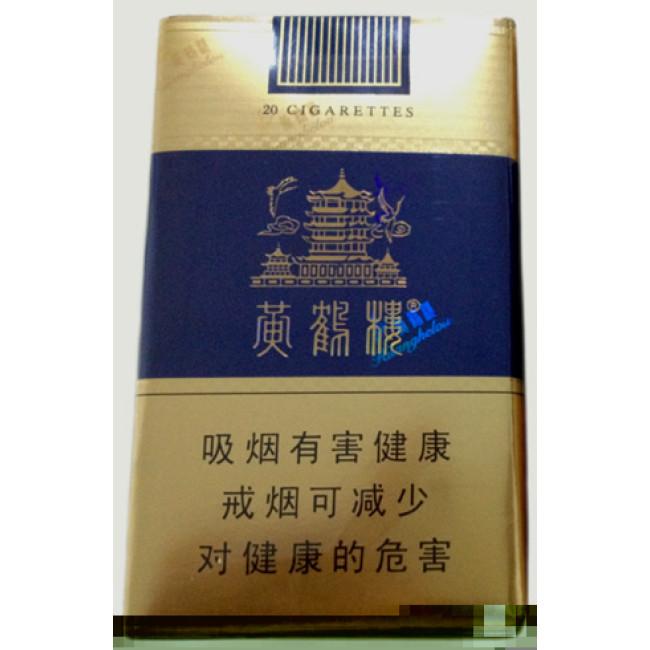 20 CIGARETTES
黄鹤楼®
Huanghelou
吸烟有害健康
戒烟可减少
对健康的危害